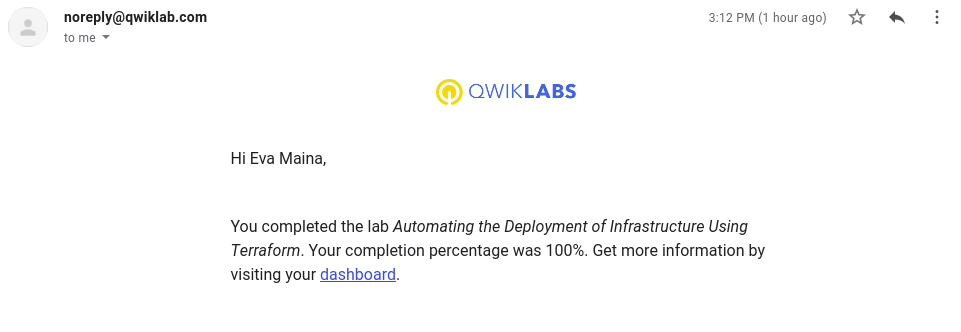 noreply@qwiklab.com
3:12 PM (1 hour ago)
to me
QWIKLABS
Hi Eva Maina,
You completed the lab Automating the Deployment of Infrastructure Using
Terraform. Your completion percentage was 100%. Get more information by
visiting your dashboard.